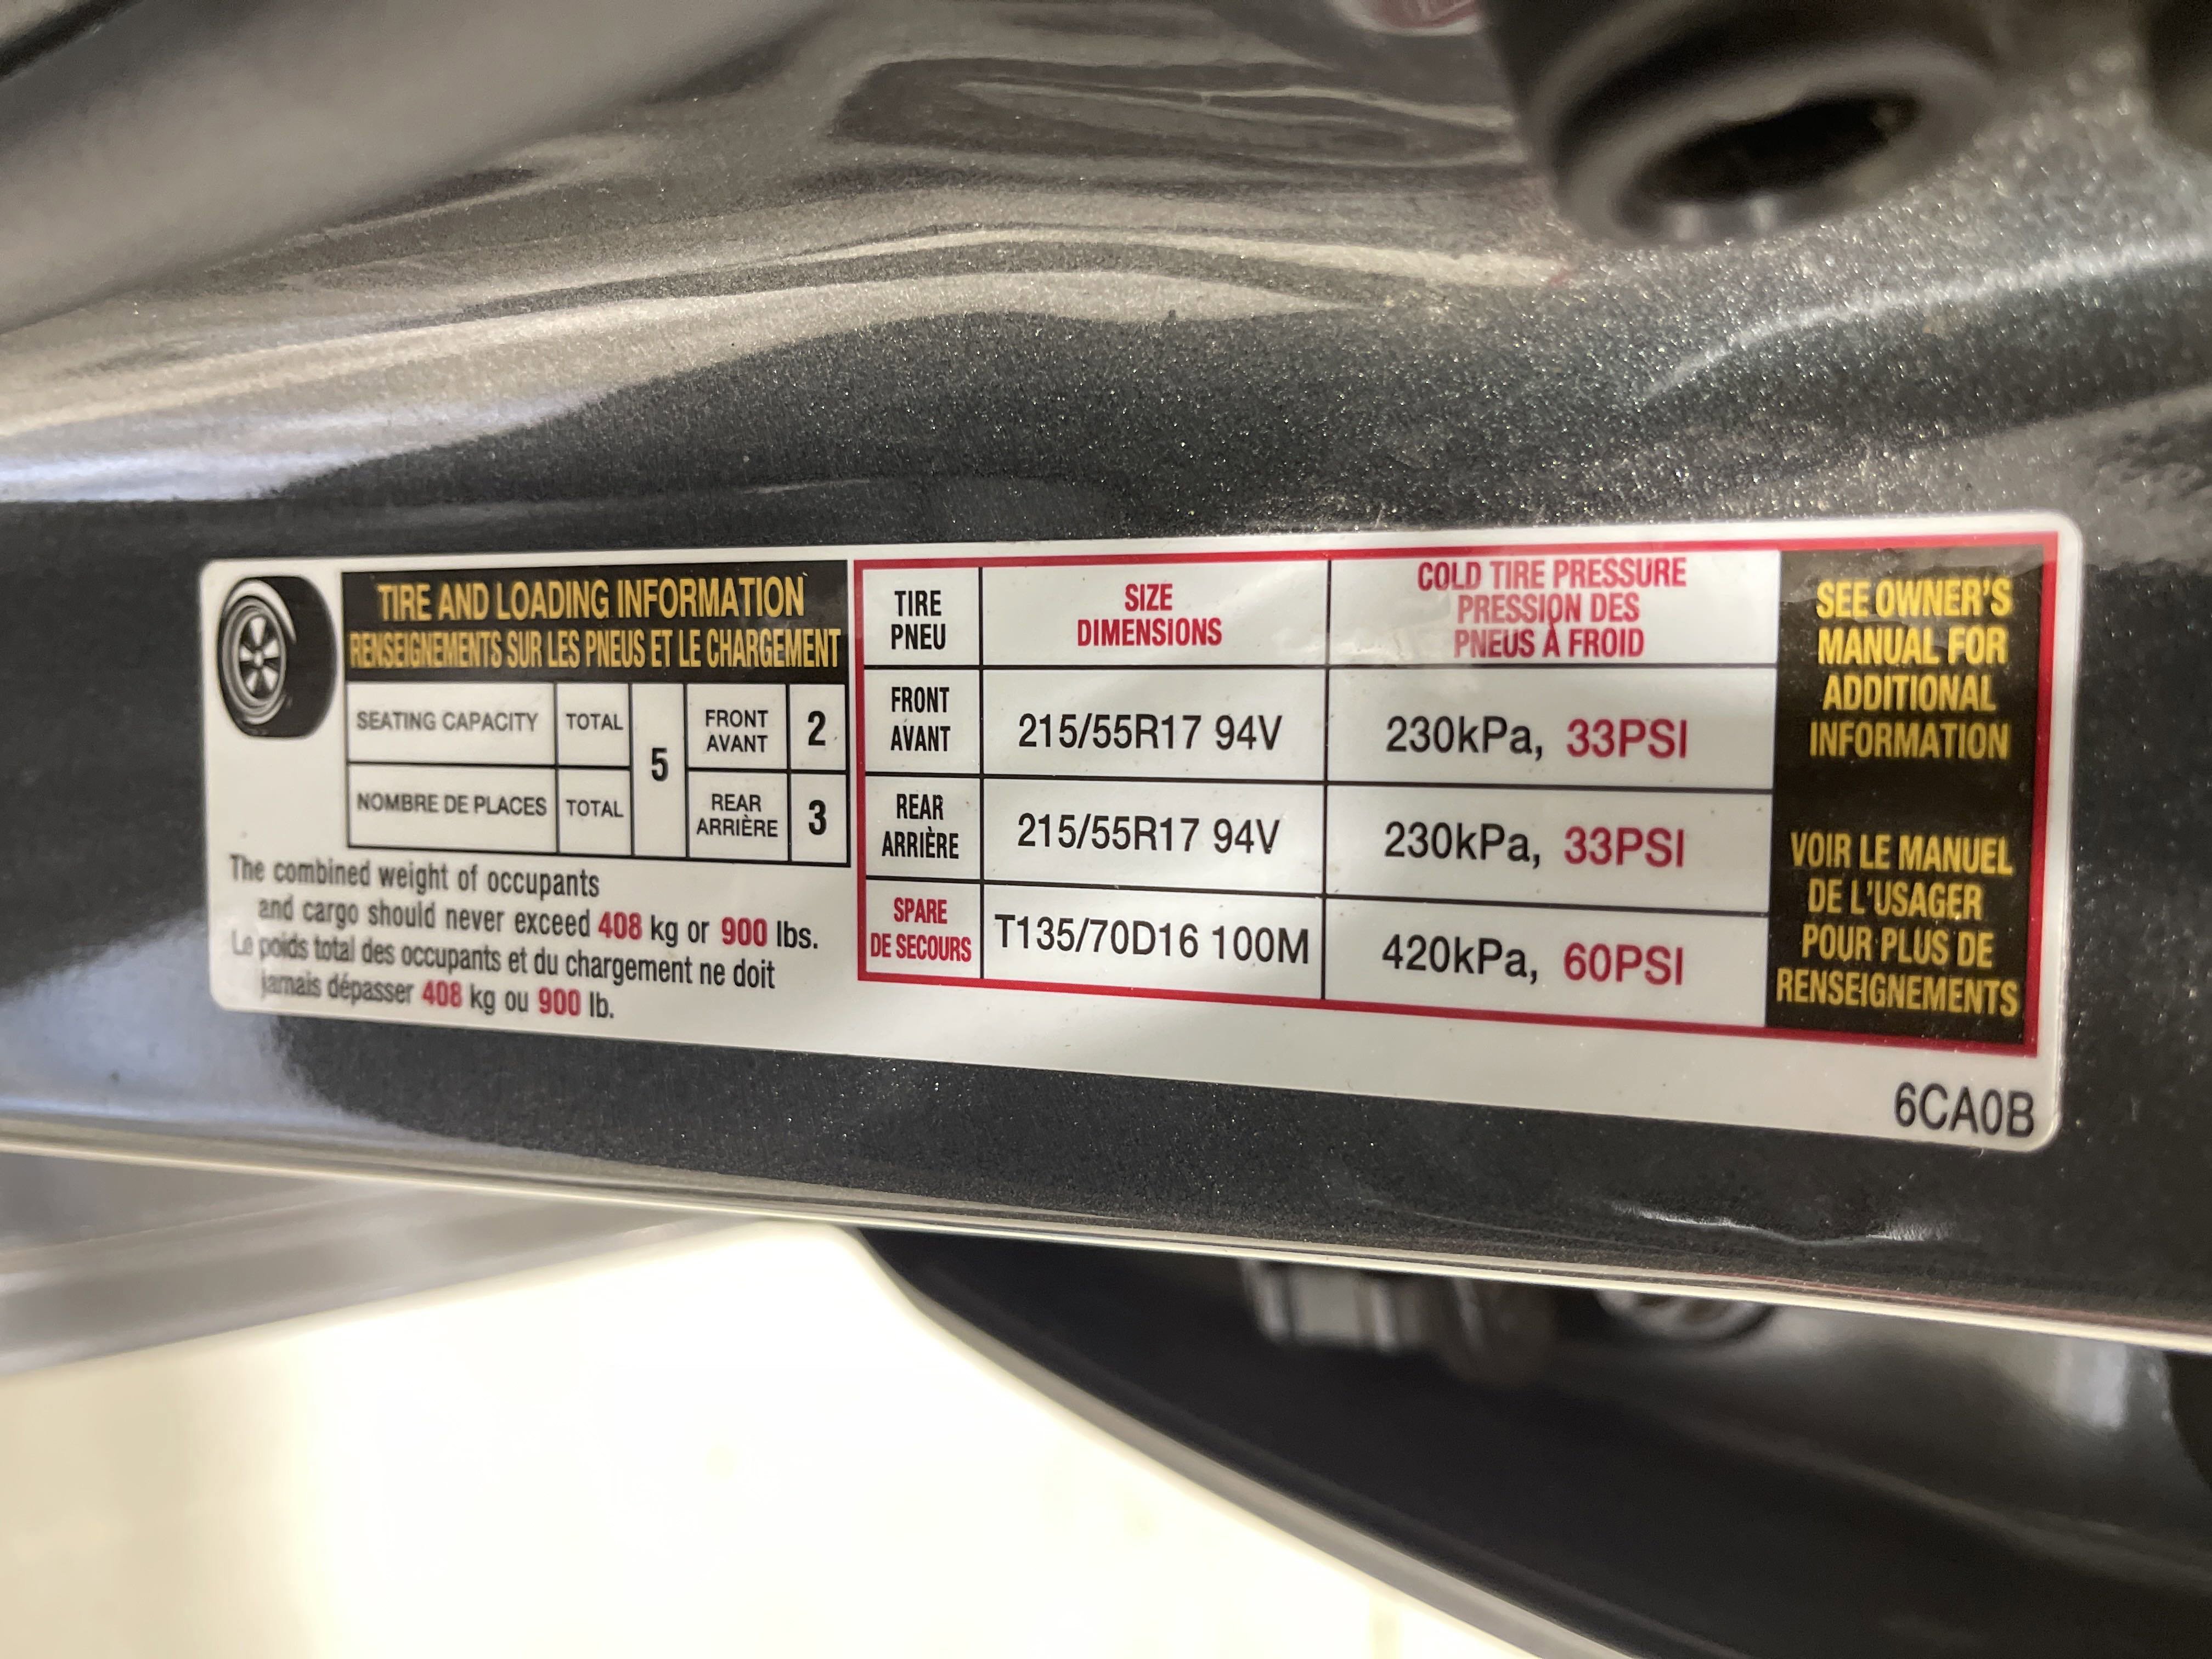 TIRE AND LOADING INFORMATION
RENSEIGNEMENTS SUR LES PNEUS ET LE CHARGEMENT
SEATING CAPACITY TOTAL 5 FRONT AVANT 2
NOMBRE DE PLACES TOTAL REAR ARRIÈRE 3
The combined weight of occupants
and cargo should never exceed 408 kg or 900 lbs.
Le poids total des occupants et du chargement ne doit
jamais dépasser 408 kg ou 900 lb.
TIRE PNEU SIZE DIMENSIONS COLD TIRE PRESSURE PRESSION DES PNEUS À FROID
FRONT AVANT 215/55R17 94V 230kPa, 33PSI
REAR ARRIÈRE 215/55R17 94V 230kPa, 33PSI
SPARE DE SECOURS T135/70D16 100M 420kPa, 60PSI
SEE OWNER'S
MANUAL FOR
ADDITIONAL
INFORMATION
VOIR LE MANUEL
DE L'USAGER
POUR PLUS DE
RENSEIGNEMENTS
6CA0B